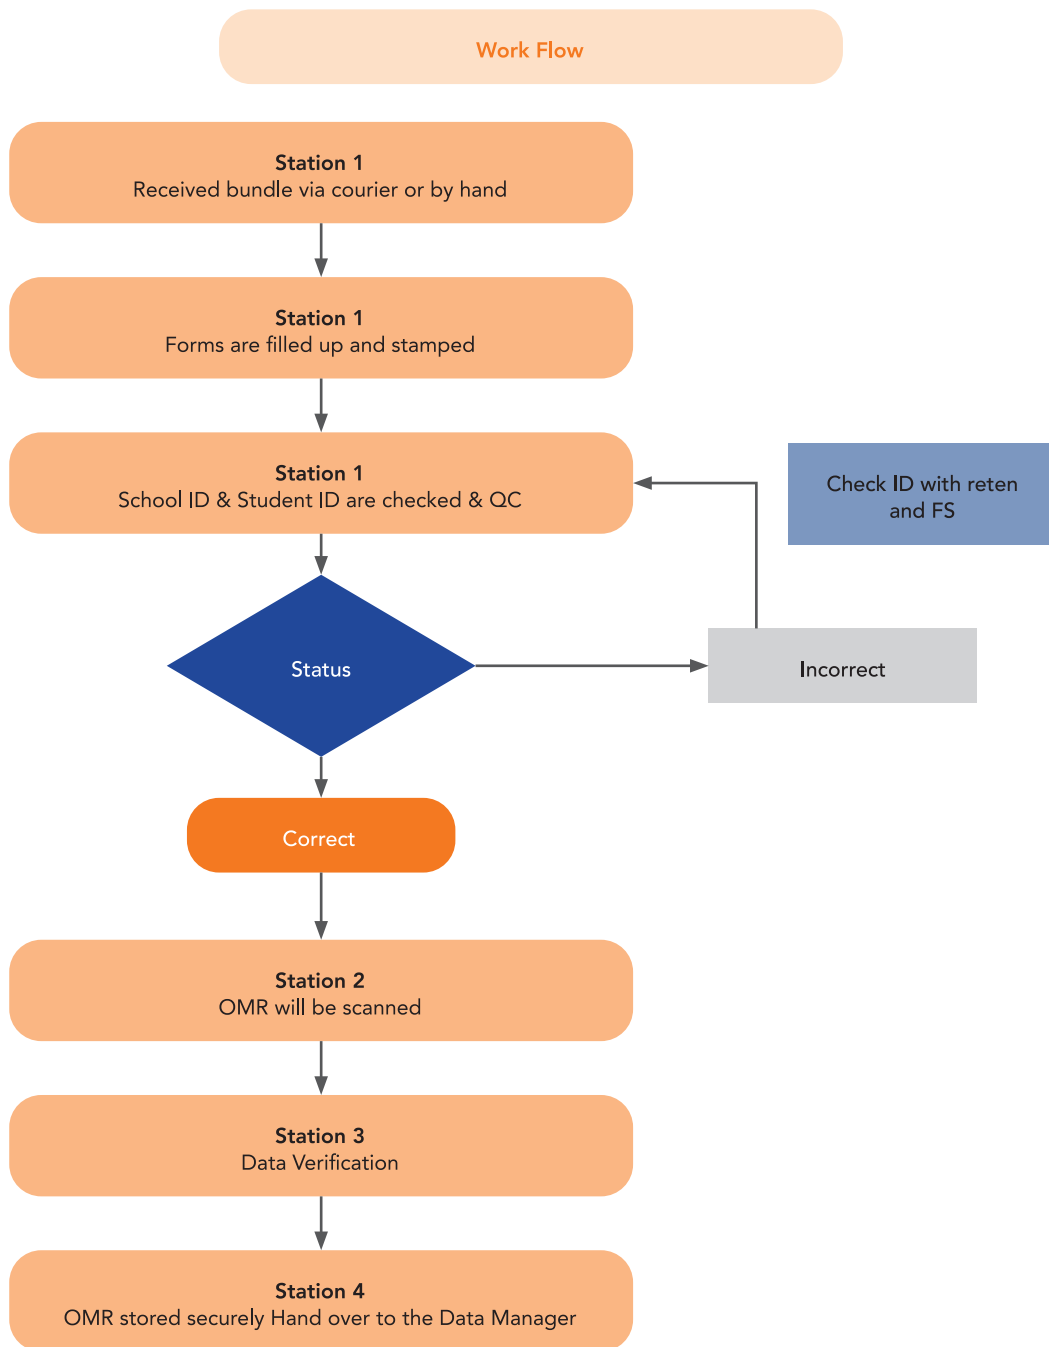 Work Flow
Station 1
Received bundle via courier or by hand
Station 1
Forms are filled up and stamped
Station 1
School ID & Student ID are checked & QC
Check ID with reten
and FS
Status
Incorrect
Correct
Station 2
OMR will be scanned
Station 3
Data Verification
Station 4
OMR stored securely Hand over to the Data Manager